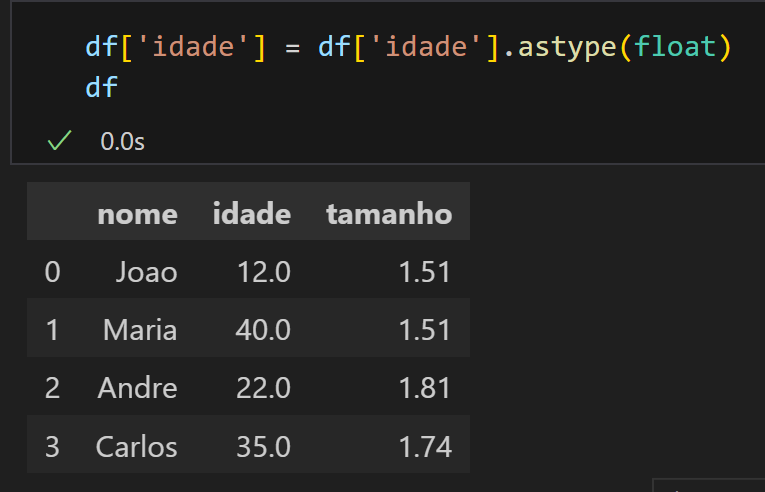 df['idade'] = df['idade'].astype(float)
df
0.0s
nome idade tamanho
0 Joao 12.0 1.51
1 Maria 40.0 1.51
2 Andre 22.0 1.81
3 Carlos 35.0 1.74